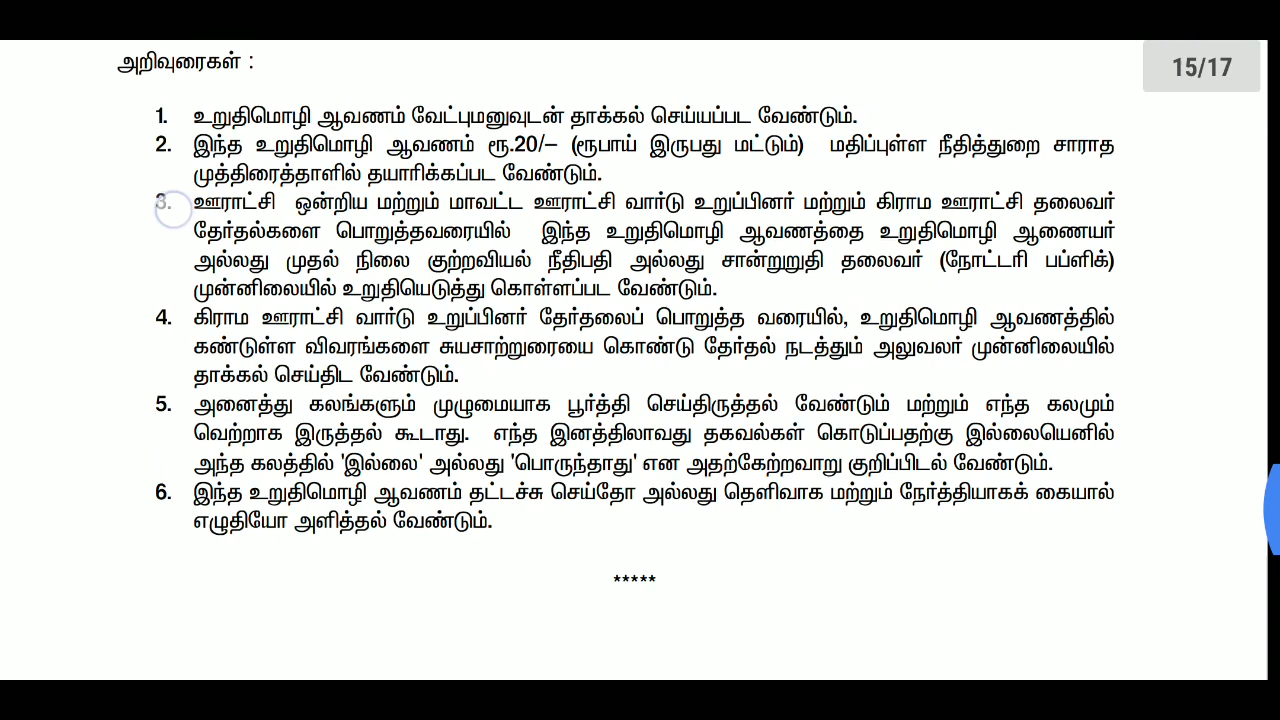 அறிவுரைகள் :
15/17
1. உறுதிமொழி ஆவணம் வேட்புமனுவுடன் தாக்கல் செய்யப்பட வேண்டும்.
2. இந்த உறுதிமொழி ஆவணம் ரூ.20/– (ரூபாய் இருபது மட்டும்) மதிப்புள்ள நீதித்துறை சாராத
முத்திரைத்தாளில் தயாரிக்கப்பட வேண்டும்.
3. ஊராட்சி ஒன்றிய மற்றும் மாவட்ட ஊராட்சி வார்டு உறுப்பினர் மற்றும் கிராம ஊராட்சி தலைவர்
தேர்தல்களை பொறுத்தவரையில் இந்த உறுதிமொழி ஆவணத்தை உறுதிமொழி ஆணையர்
அல்லது முதல் நிலை குற்றவியல் நீதிபதி அல்லது சான்றுறுதி தலைவர் (நோட்டரி பப்ளிக்)
முன்னிலையில் உறுதியெடுத்து கொள்ளப்பட வேண்டும்.
4. கிராம ஊராட்சி வார்டு உறுப்பினர் தேர்தலைப் பொறுத்த வரையில், உறுதிமொழி ஆவணத்தில்
கண்டுள்ள விவரங்களை சுயசாற்றுரையை கொண்டு தேர்தல் நடத்தும் அலுவலர் முன்னிலையில்
தாக்கல் செய்திட வேண்டும்.
5. அனைத்து கலங்களும் முழுமையாக பூர்த்தி செய்திருத்தல் வேண்டும் மற்றும் எந்த கலமும்
வெற்றாக இருத்தல் கூடாது. எந்த இனத்திலாவது தகவல்கள் கொடுப்பதற்கு இல்லையெனில்
அந்த கலத்தில் 'இல்லை' அல்லது 'பொருந்தாது' என அதற்கேற்றவாறு குறிப்பிடல் வேண்டும்.
6. இந்த உறுதிமொழி ஆவணம் தட்டச்சு செய்தோ அல்லது தெளிவாக மற்றும் நேர்த்தியாகக் கையால்
எழுதியோ அளித்தல் வேண்டும்.
*****